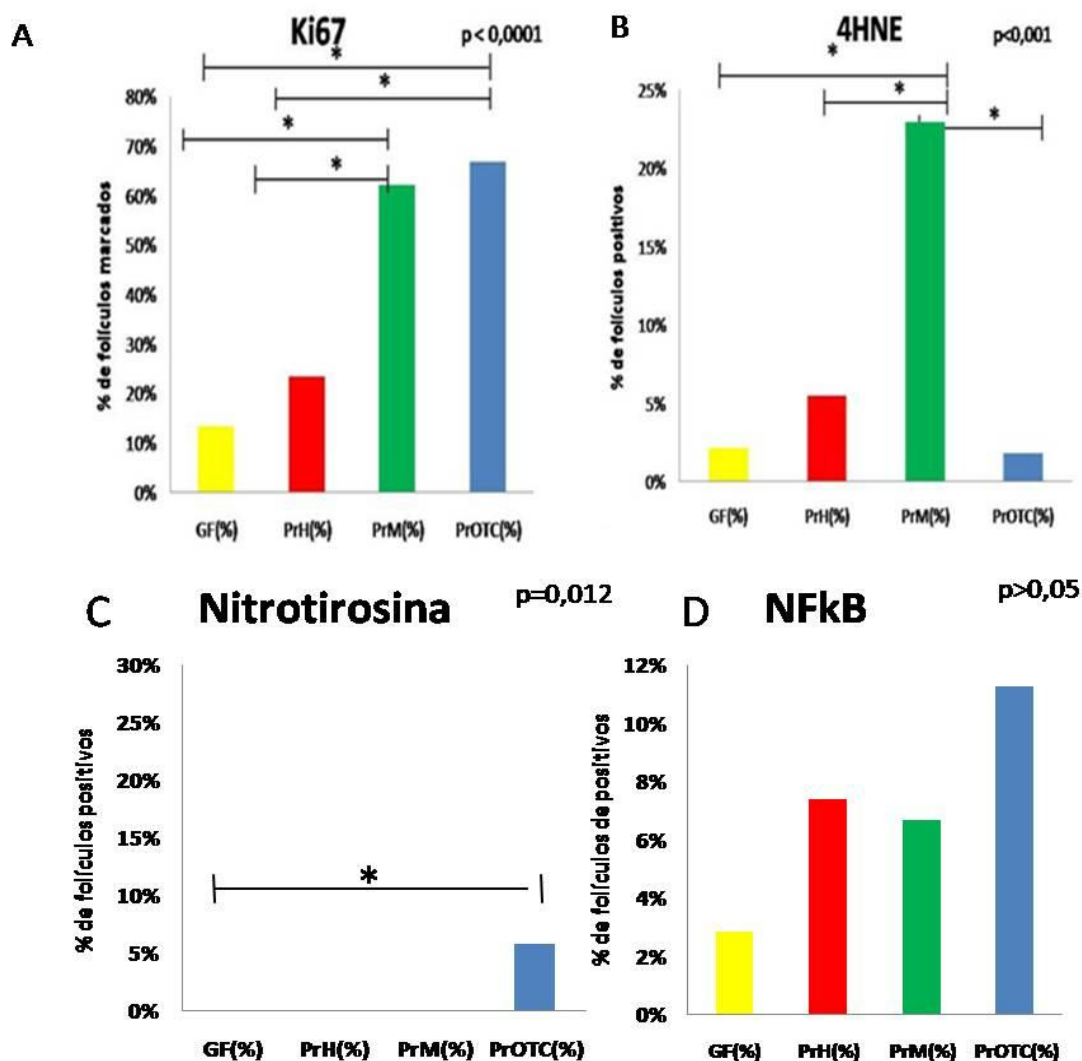 A
Ki67
p < 0,0001
*
*
*
*
% de folículos marcados
80%
70%
60%
50%
40%
30%
20%
10%
0%
GF(%) PrH(%) PrM(%) PrOTC(%)
B
4HNE
p<0,001
*
*
*
% de folículos positivos
25%
20%
15%
10%
5%
0%
GF(%) PrH(%) PrM(%) PrOTC(%)
C
Nitrotirosina
p=0,012
*
% de folículos positivos
30%
25%
20%
15%
10%
5%
0%
GF(%) PrH(%) PrM(%) PrOTC(%)
D
NFkB
p>0,05
% de folículos de positivos
12%
10%
8%
6%
4%
2%
0%
GF(%) PrH(%) PrM(%) PrOTC(%)